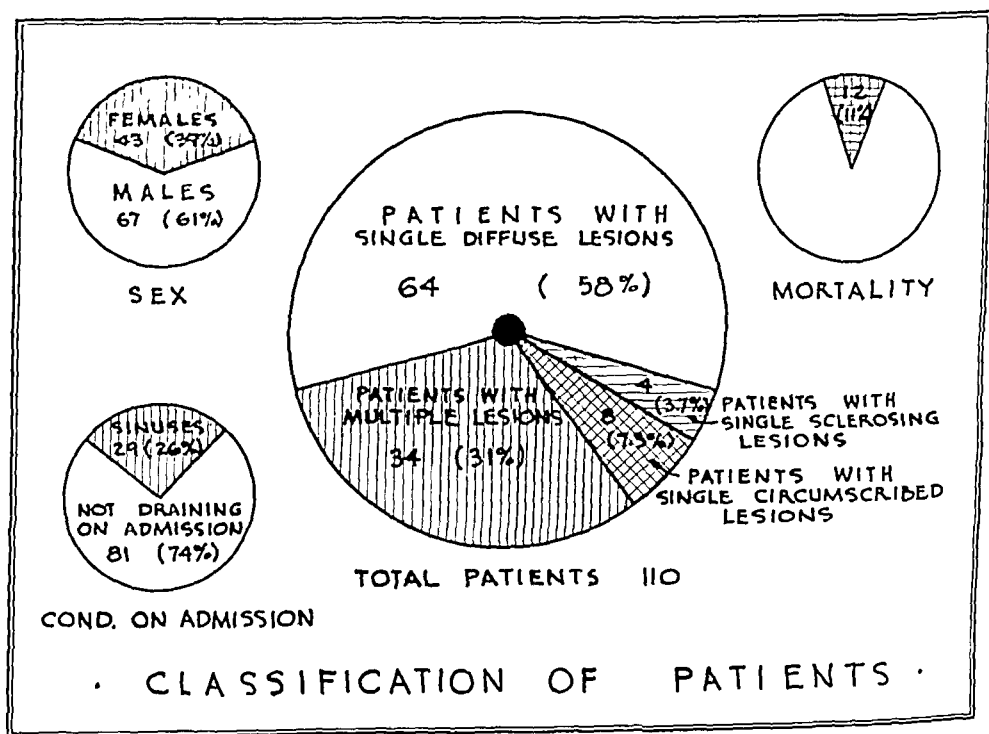 FEMALES
43 (39%)
MALES
67 (61%)
SEX
12
(11%)
MORTALITY
PATIENTS WITH
SINGLE DIFFUSE LESIONS
64 (58%)
PATIENTS WITH
MULTIPLE LESIONS
34 (31%)
4
(3.7%)
PATIENTS WITH
SINGLE SCLEROSING
LESIONS
8
(7.3%)
PATIENTS WITH
SINGLE CIRCUMSCRIBED
LESIONS
TOTAL PATIENTS 110
SINUSES
29 (26%)
NOT DRAINING
ON ADMISSION
81 (74%)
COND. ON ADMISSION
· CLASSIFICATION OF PATIENTS ·